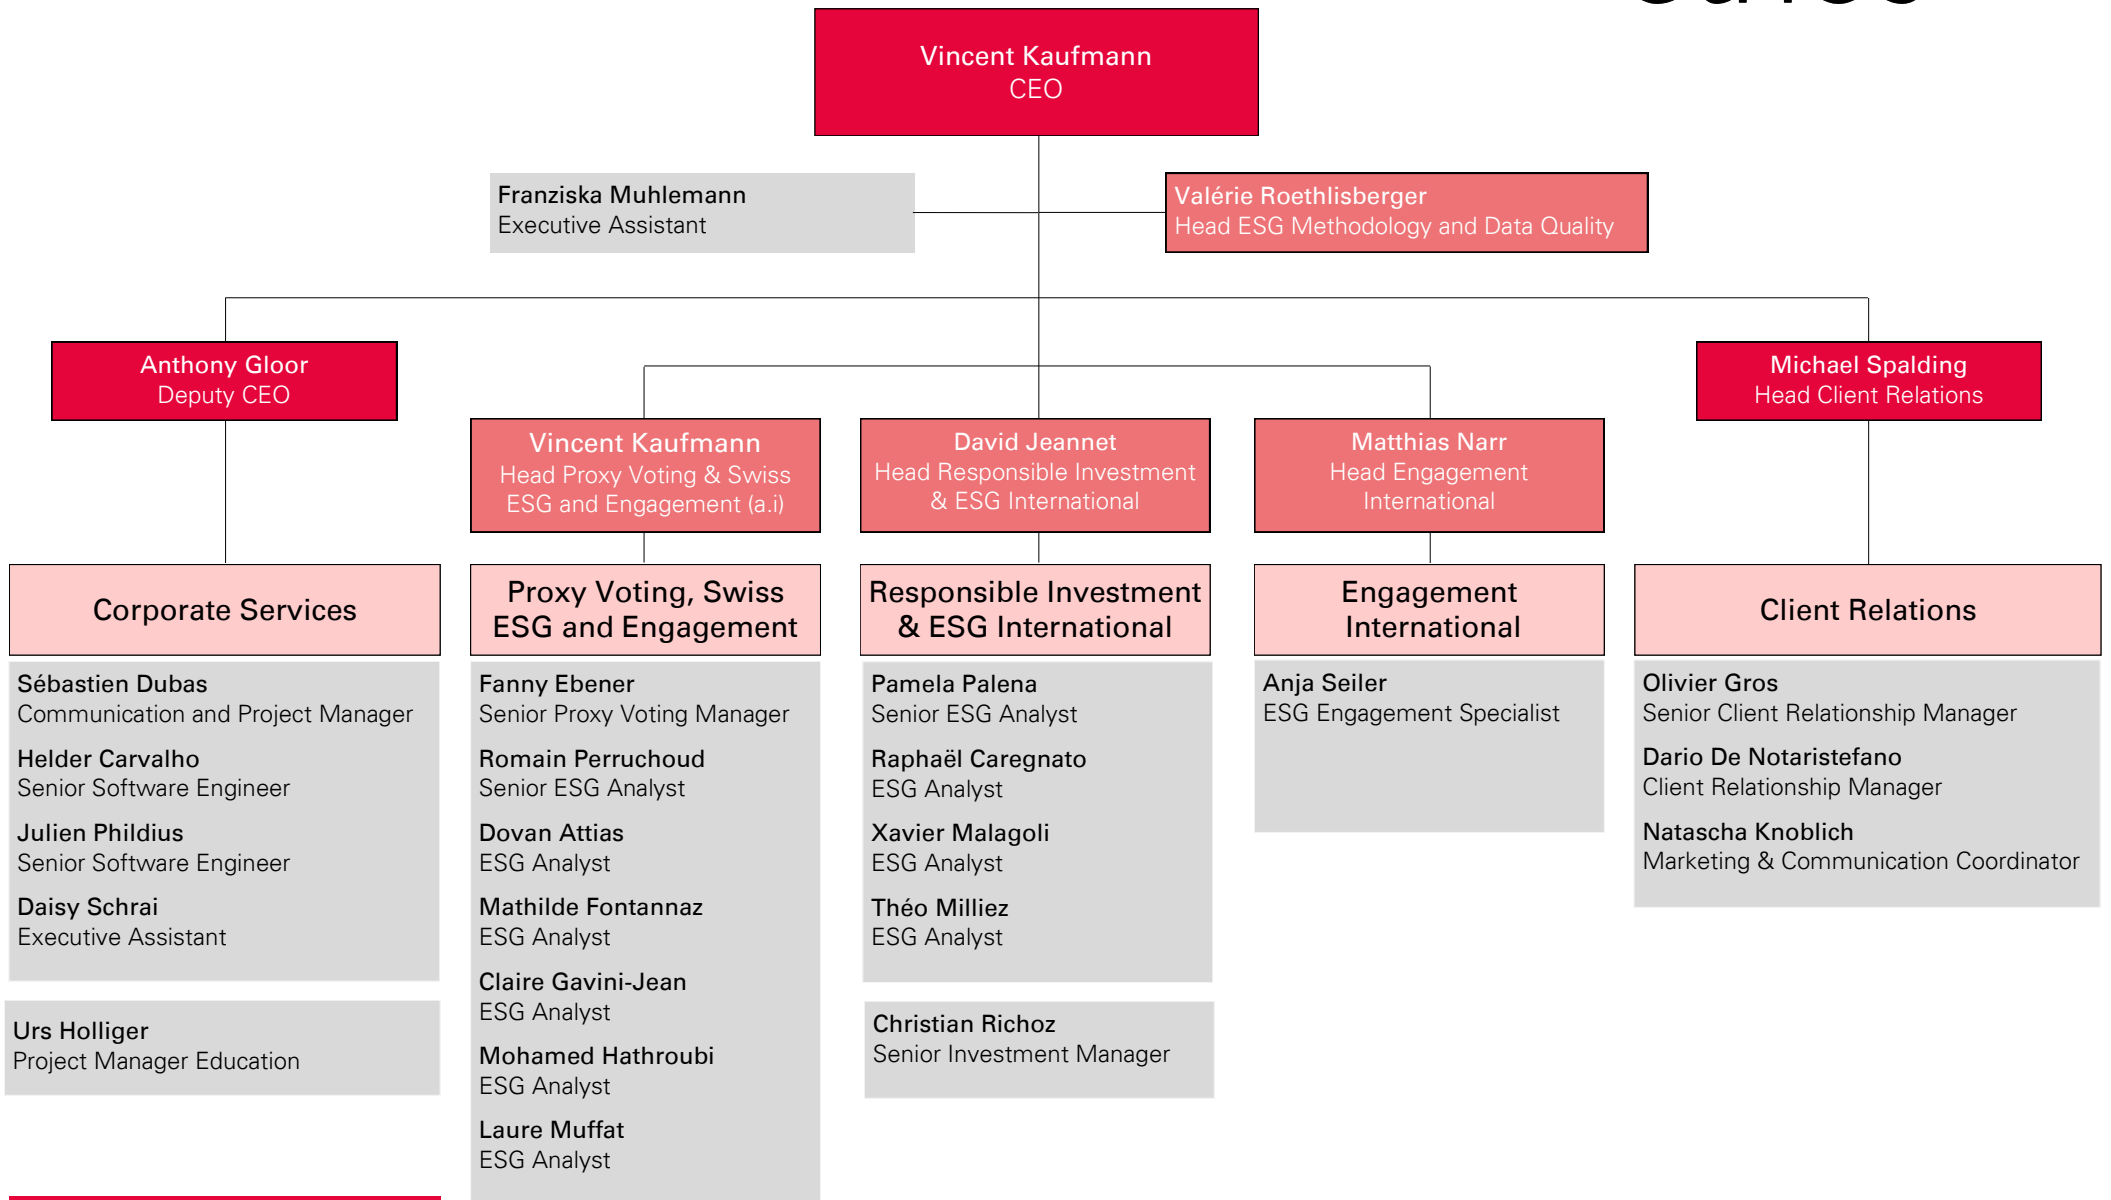 Vincent Kaufmann
CEO
Franziska Muhlemann
Executive Assistant
Valérie Roethlisberger
Head ESG Methodology and Data Quality
Anthony Gloor
Deputy CEO
Michael Spalding
Head Client Relations
Vincent Kaufmann
Head Proxy Voting & Swiss
ESG and Engagement (a.i)
David Jeannet
Head Responsible Investment
& ESG International
Matthias Narr
Head Engagement
International
Corporate Services
Sébastien Dubas
Communication and Project Manager
Helder Carvalho
Senior Software Engineer
Julien Phildius
Senior Software Engineer
Daisy Schrai
Executive Assistant
Urs Holliger
Project Manager Education
Proxy Voting, Swiss
ESG and Engagement
Fanny Ebener
Senior Proxy Voting Manager
Romain Perruchoud
Senior ESG Analyst
Dovan Attias
ESG Analyst
Mathilde Fontannaz
ESG Analyst
Claire Gavini-Jean
ESG Analyst
Mohamed Hathroubi
ESG Analyst
Laure Muffat
ESG Analyst
Responsible Investment
& ESG International
Pamela Palena
Senior ESG Analyst
Raphaël Caregnato
ESG Analyst
Xavier Malagoli
ESG Analyst
Théo Milliez
ESG Analyst
Christian Richoz
Senior Investment Manager
Engagement
International
Anja Seiler
ESG Engagement Specialist
Client Relations
Olivier Gros
Senior Client Relationship Manager
Dario De Notaristefano
Client Relationship Manager
Natascha Knoblich
Marketing & Communication Coordinator